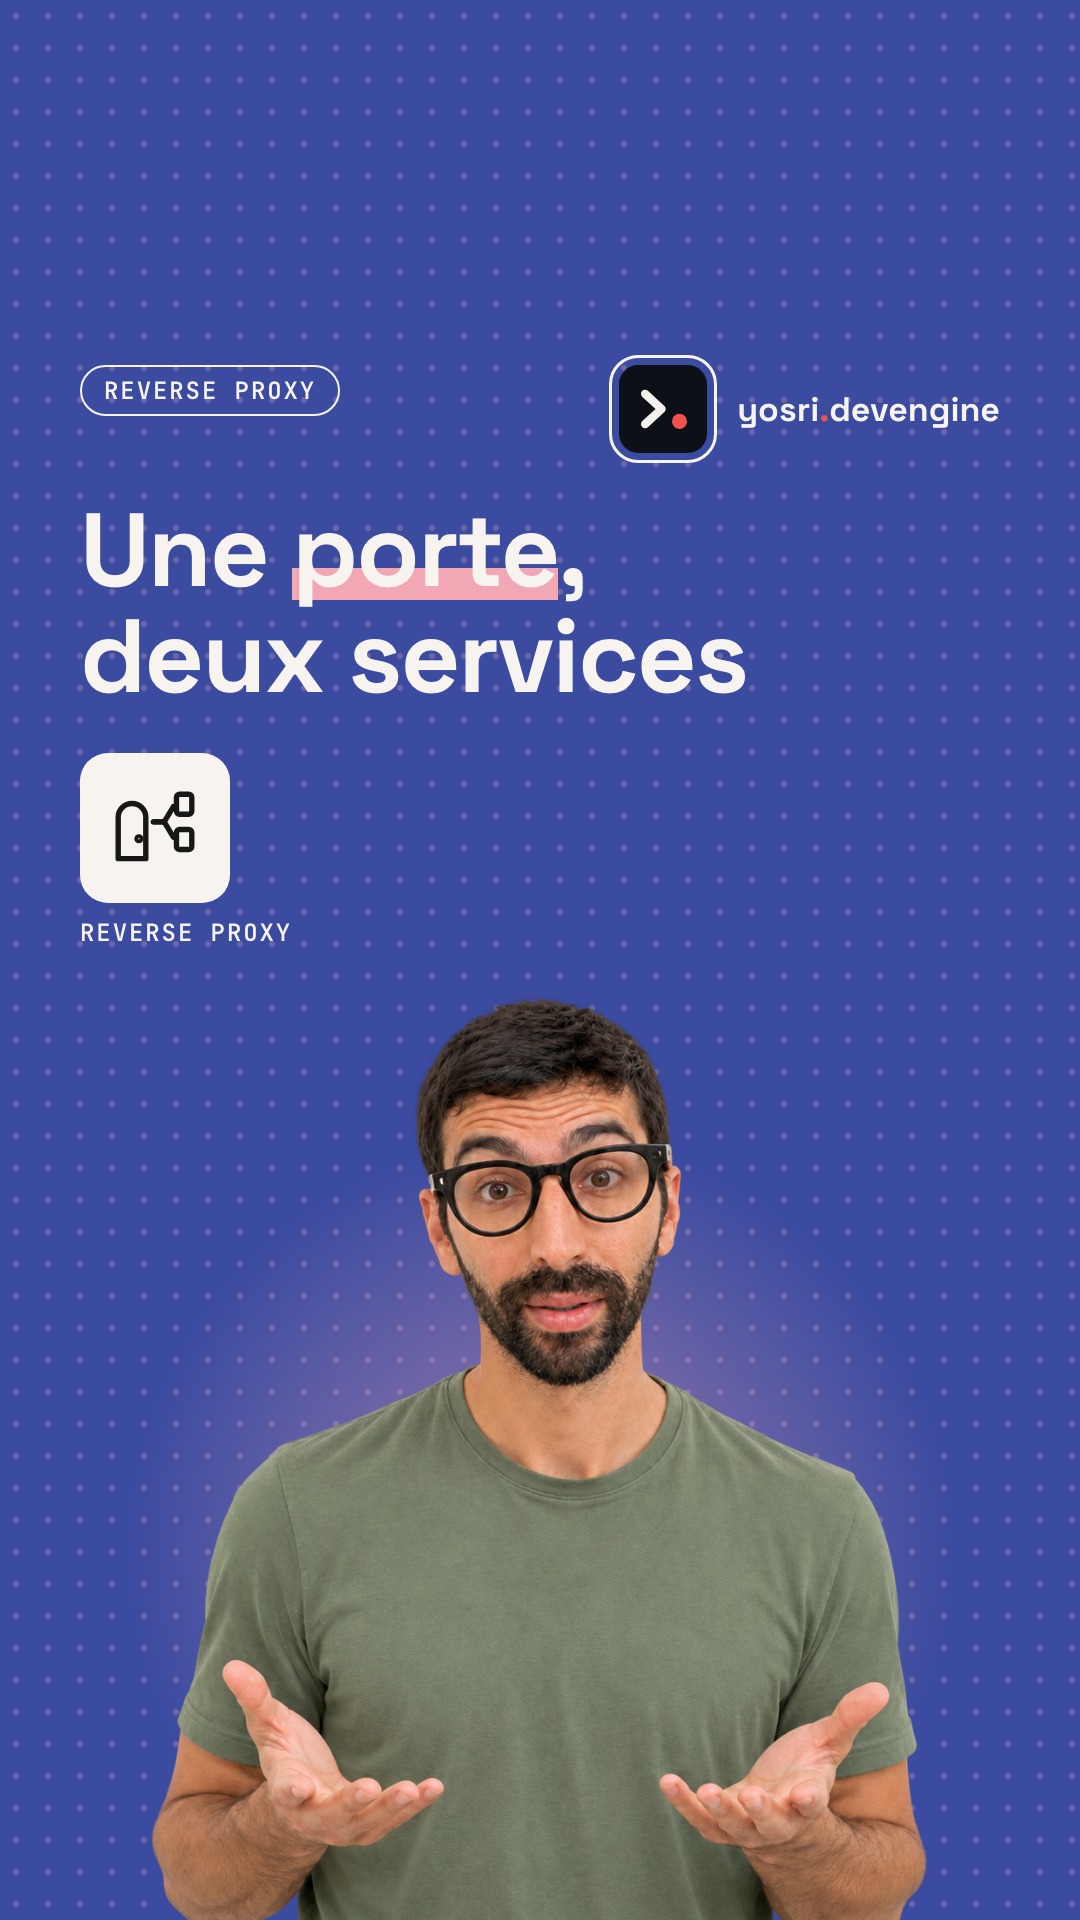 REVERSE PROXY
yosri.devengine
Une porte,
deux services
REVERSE PROXY